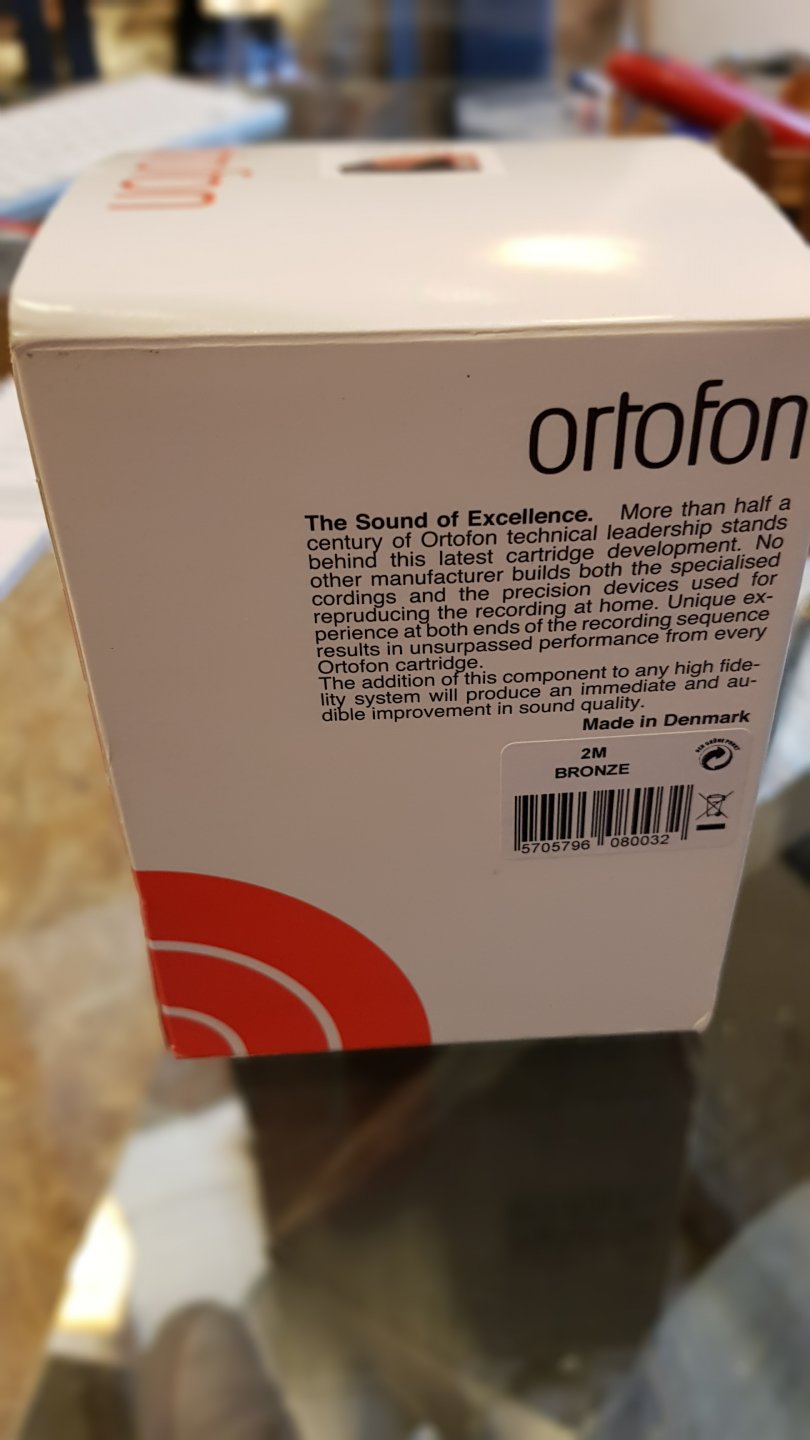 ortofon
The Sound of Excellence. More than half a
century of Ortofon technical leadership stands
behind this latest cartridge development. No
other manufacturer builds both the specialised
cordings and the precision devices used for
repruducing the recording at home. Unique ex-
perience at both ends of the recording sequence
results in unsurpassed performance from every
Ortofon cartridge.
The addition of this component to any high fide-
lity system will produce an immediate and au-
dible improvement in sound quality.
Made in Denmark
2M
BRONZE
5705796 080032